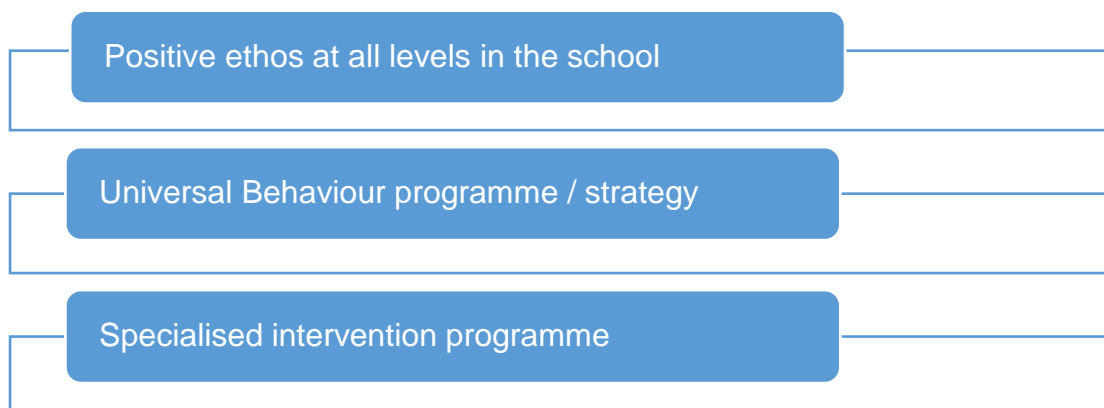 Positive ethos at all levels in the school
Universal Behaviour programme / strategy
Specialised intervention programme